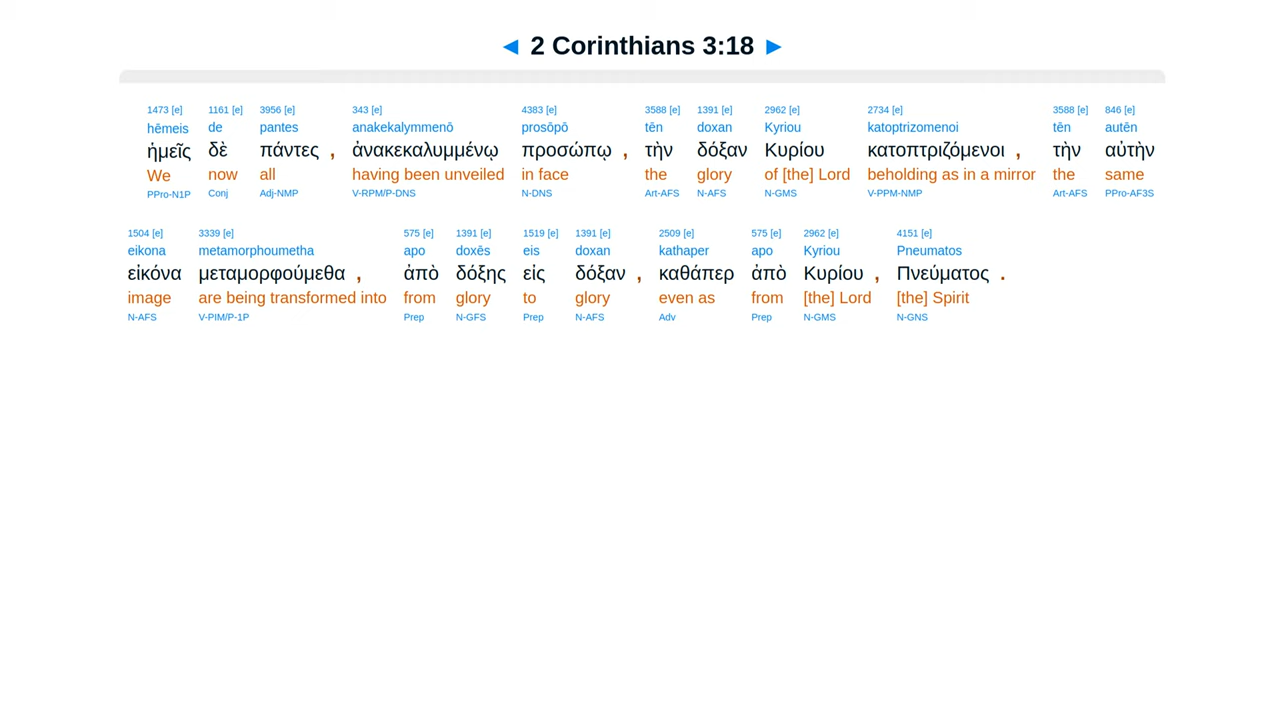 ◄ 2 Corinthians 3:18 ►
1473 [e] 1161 [e] 3956 [e] 343 [e] 4383 [e] 3588 [e] 1391 [e] 2962 [e] 2734 [e] 3588 [e] 846 [e]
hēmeis de pantes anakekalymmenō prosōpō tēn doxan Kyriou katoptrizomenoi tēn autēn
ἡμεῖς δὲ πάντες , ἀνακεκαλυμμένῳ προσώπῳ , τὴν δόξαν Κυρίου κατοπτριζόμενοι , τὴν αὐτὴν
We now all having been unveiled in face the glory of [the] Lord beholding as in a mirror the same
PPro-N1P Conj Adj-NMP V-RPM/P-DNS N-DNS Art-AFS N-AFS N-GMS V-PPM-NMP Art-AFS PPro-AF3S
1504 [e] 3339 [e] 575 [e] 1391 [e] 1519 [e] 1391 [e] 2509 [e] 575 [e] 2962 [e] 4151 [e]
eikona metamorphoumetha apo doxēs eis doxan kathaper apo Kyriou Pneumatos
εἰκόνα μεταμορφούμεθα , ἀπὸ δόξης εἰς δόξαν , καθάπερ ἀπὸ Κυρίου , Πνεύματος .
image are being transformed into from glory to glory even as from [the] Lord [the] Spirit
N-AFS V-PIM/P-1P Prep N-GFS Prep N-AFS Adv Prep N-GMS N-GNS